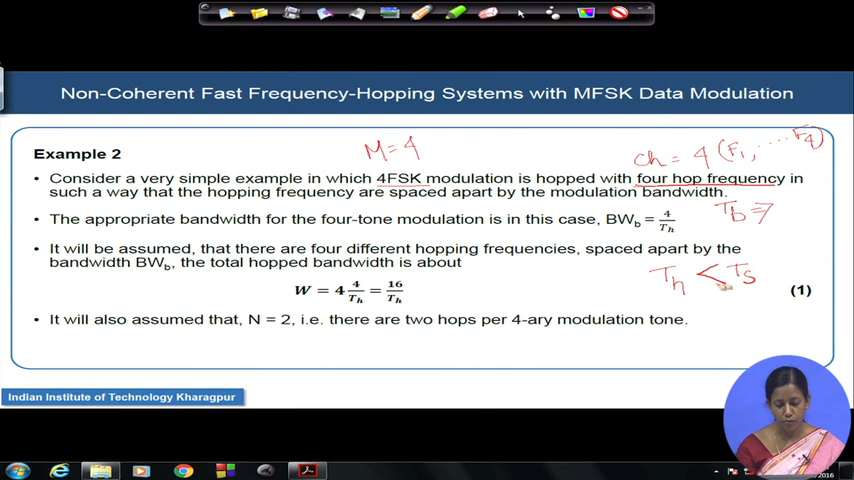 Non-Coherent Fast Frequency-Hopping Systems with MFSK Data Modulation
M=4
Ch = 4 (F1, .... F4)
Example 2
• Consider a very simple example in which 4FSK modulation is hopped with four hop frequency in
such a way that the hopping frequency are spaced apart by the modulation bandwidth.
Tb =7
• The appropriate bandwidth for the four-tone modulation is in this case, BWb = 4/Th
• It will be assumed, that there are four different hopping frequencies, spaced apart by the
bandwidth BWb, the total hopped bandwidth is about
Th < Ts
W = 4 4/Th = 16/Th (1)
• It will also assumed that, N = 2, i.e. there are two hops per 4-ary modulation tone.
Indian Institute of Technology Kharagpur